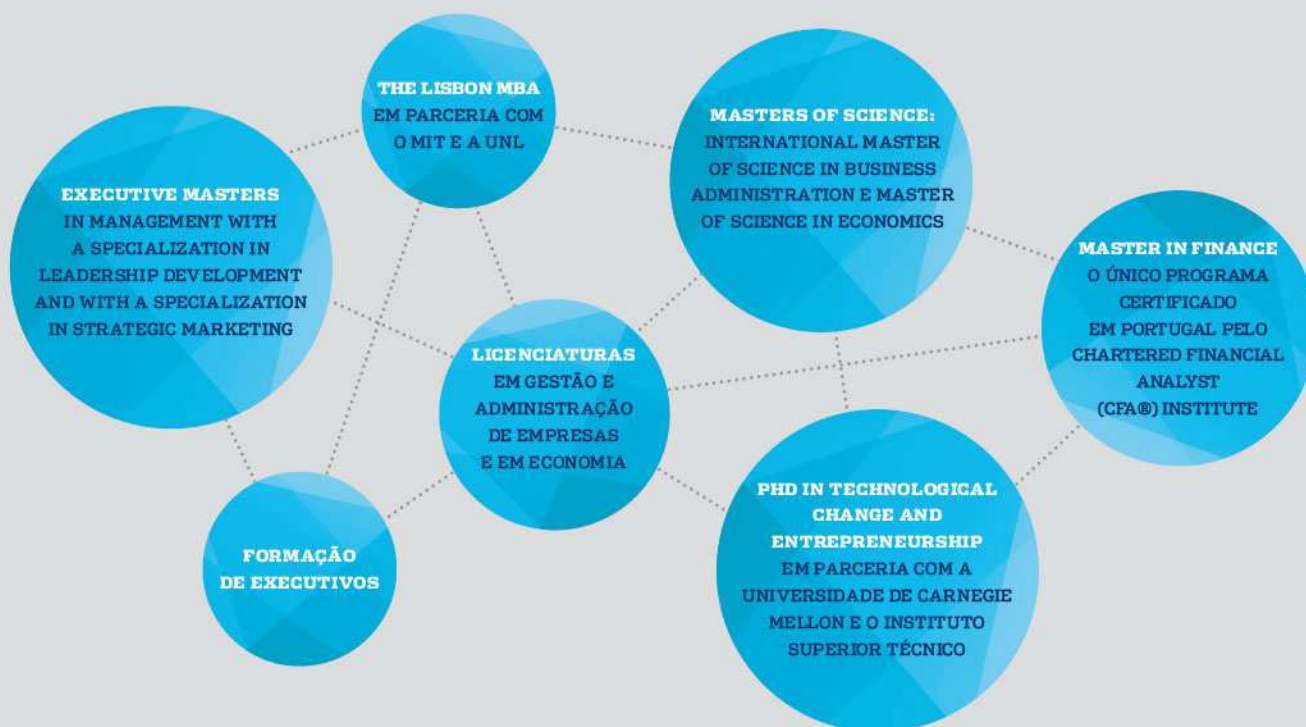 THE LISBON MBA
EM PARCERIA COM
O MIT E A UNL
MASTERS OF SCIENCE:
INTERNATIONAL MASTER
OF SCIENCE IN BUSINESS
ADMINISTRATION E MASTER
OF SCIENCE IN ECONOMICS
EXECUTIVE MASTERS
IN MANAGEMENT WITH
A SPECIALIZATION IN
LEADERSHIP DEVELOPMENT
AND WITH A SPECIALIZATION
IN STRATEGIC MARKETING
MASTER IN FINANCE
O ÚNICO PROGRAMA
CERTIFICADO
EM PORTUGAL PELO
CHARTERED FINANCIAL
ANALYST
(CFA®) INSTITUTE
LICENCIATURAS
EM GESTÃO E
ADMINISTRAÇÃO
DE EMPRESAS
E EM ECONOMIA
FORMAÇÃO
DE EXECUTIVOS
PHD IN TECHNOLOGICAL
CHANGE AND
ENTREPRENEURSHIP
EM PARCERIA COM A
UNIVERSIDADE DE CARNEGIE
MELLON E O INSTITUTO
SUPERIOR TÉCNICO